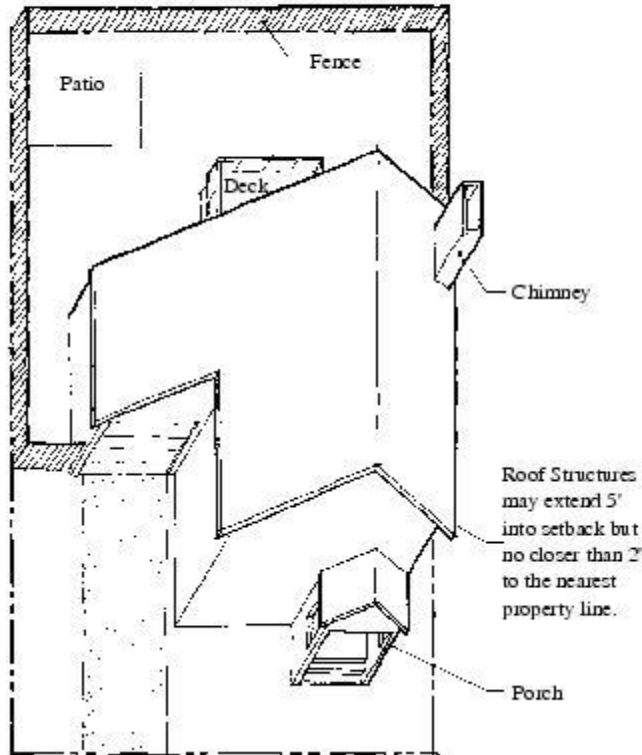 Fence
Patio
Deck
Chimney
Roof Structures
may extend 5'
into setback but
no closer than 2'
to the nearest
property line.
Porch